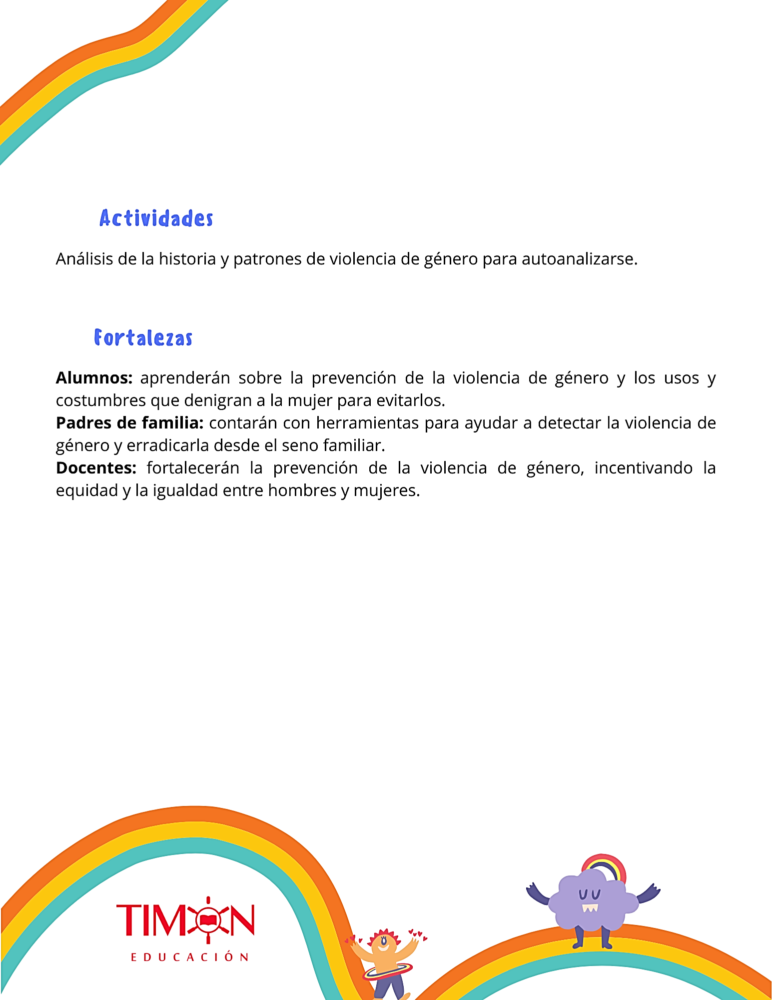 Actividades
Análisis de la historia y patrones de violencia de género para autoanalizarse.
Fortalezas
Alumnos: aprenderán sobre la prevención de la violencia de género y los usos y
costumbres que denigran a la mujer para evitarlos.
Padres de familia: contarán con herramientas para ayudar a detectar la violencia de
género y erradicarla desde el seno familiar.
Docentes: fortalecerán la prevención de la violencia de género, incentivando la
equidad y la igualdad entre hombres y mujeres.
TIMON
EDUCACIÓN